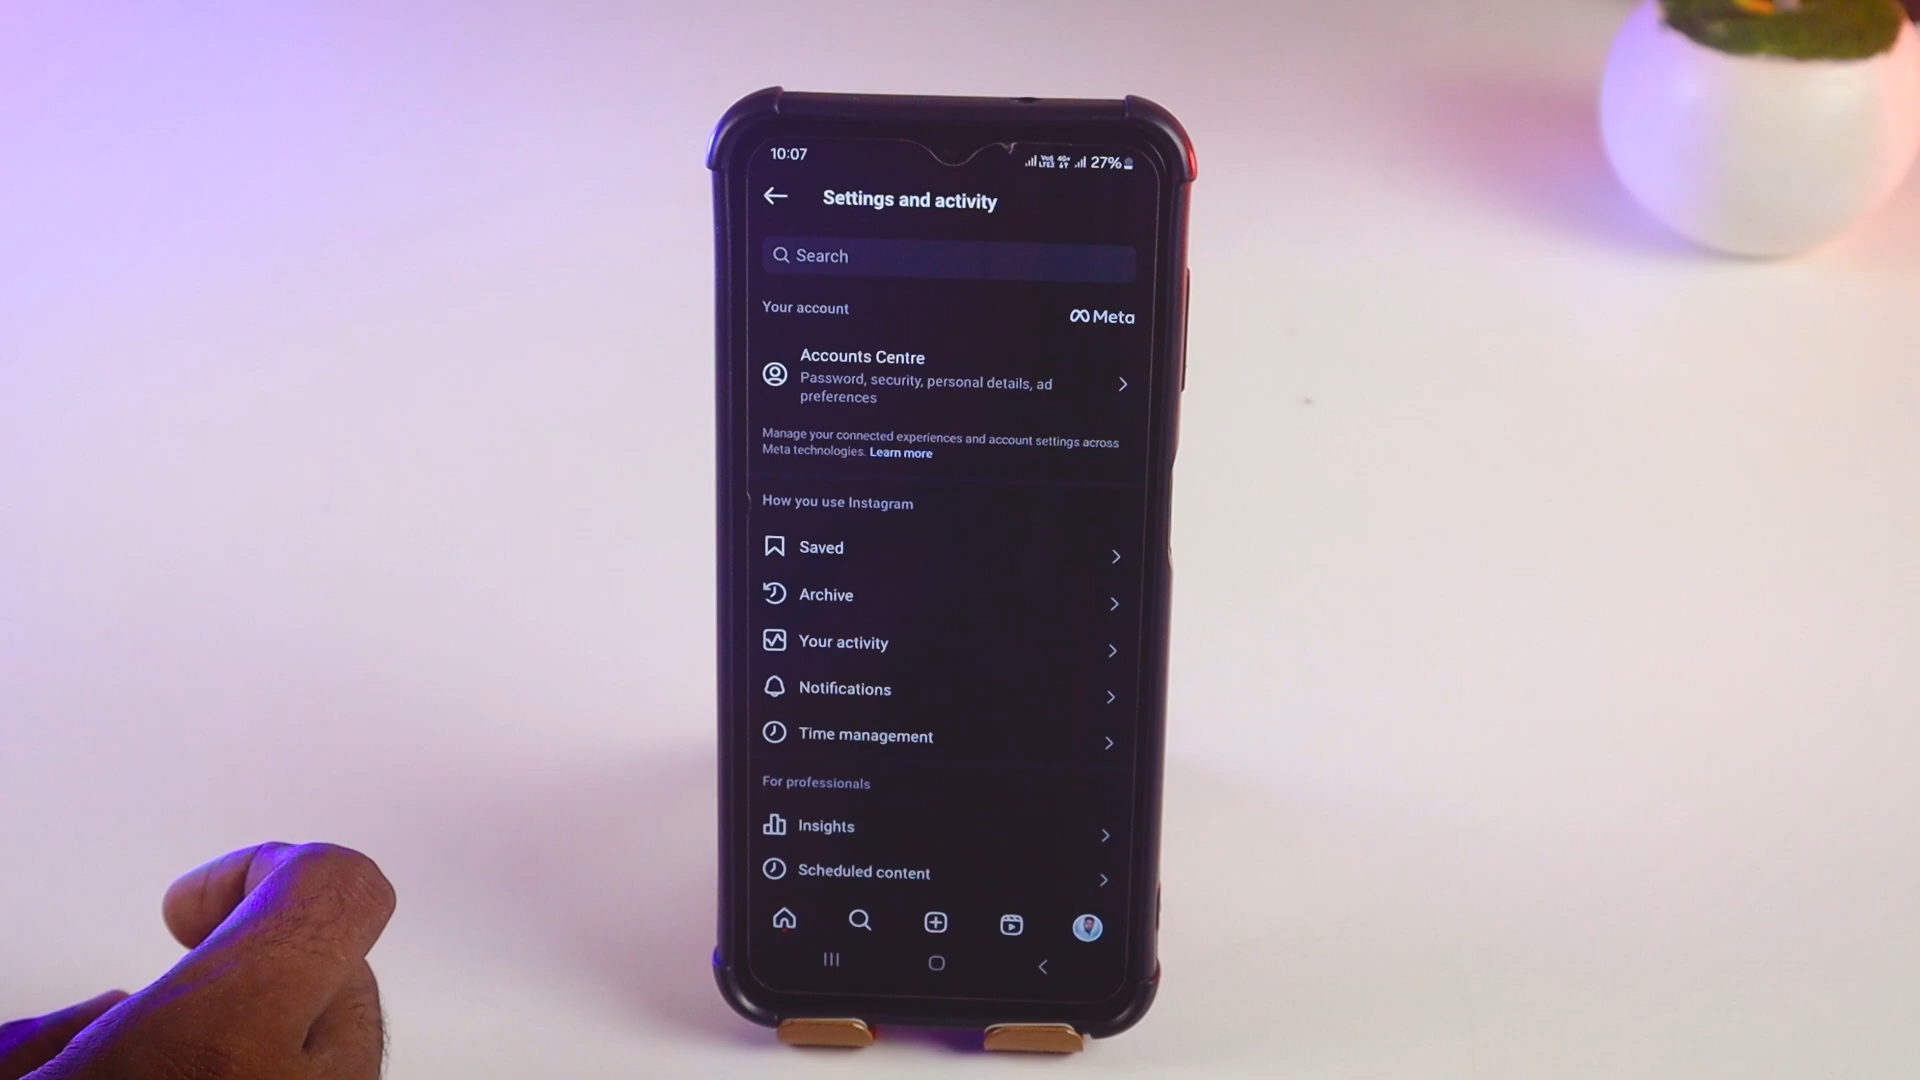 10:07
27%
Settings and activity
Search
Your account
Meta
Accounts Centre
Password, security, personal details, ad
preferences
Manage your connected experiences and account settings across
Meta technologies. Learn more
How you use Instagram
Saved
Archive
Your activity
Notifications
Time management
For professionals
Insights
Scheduled content